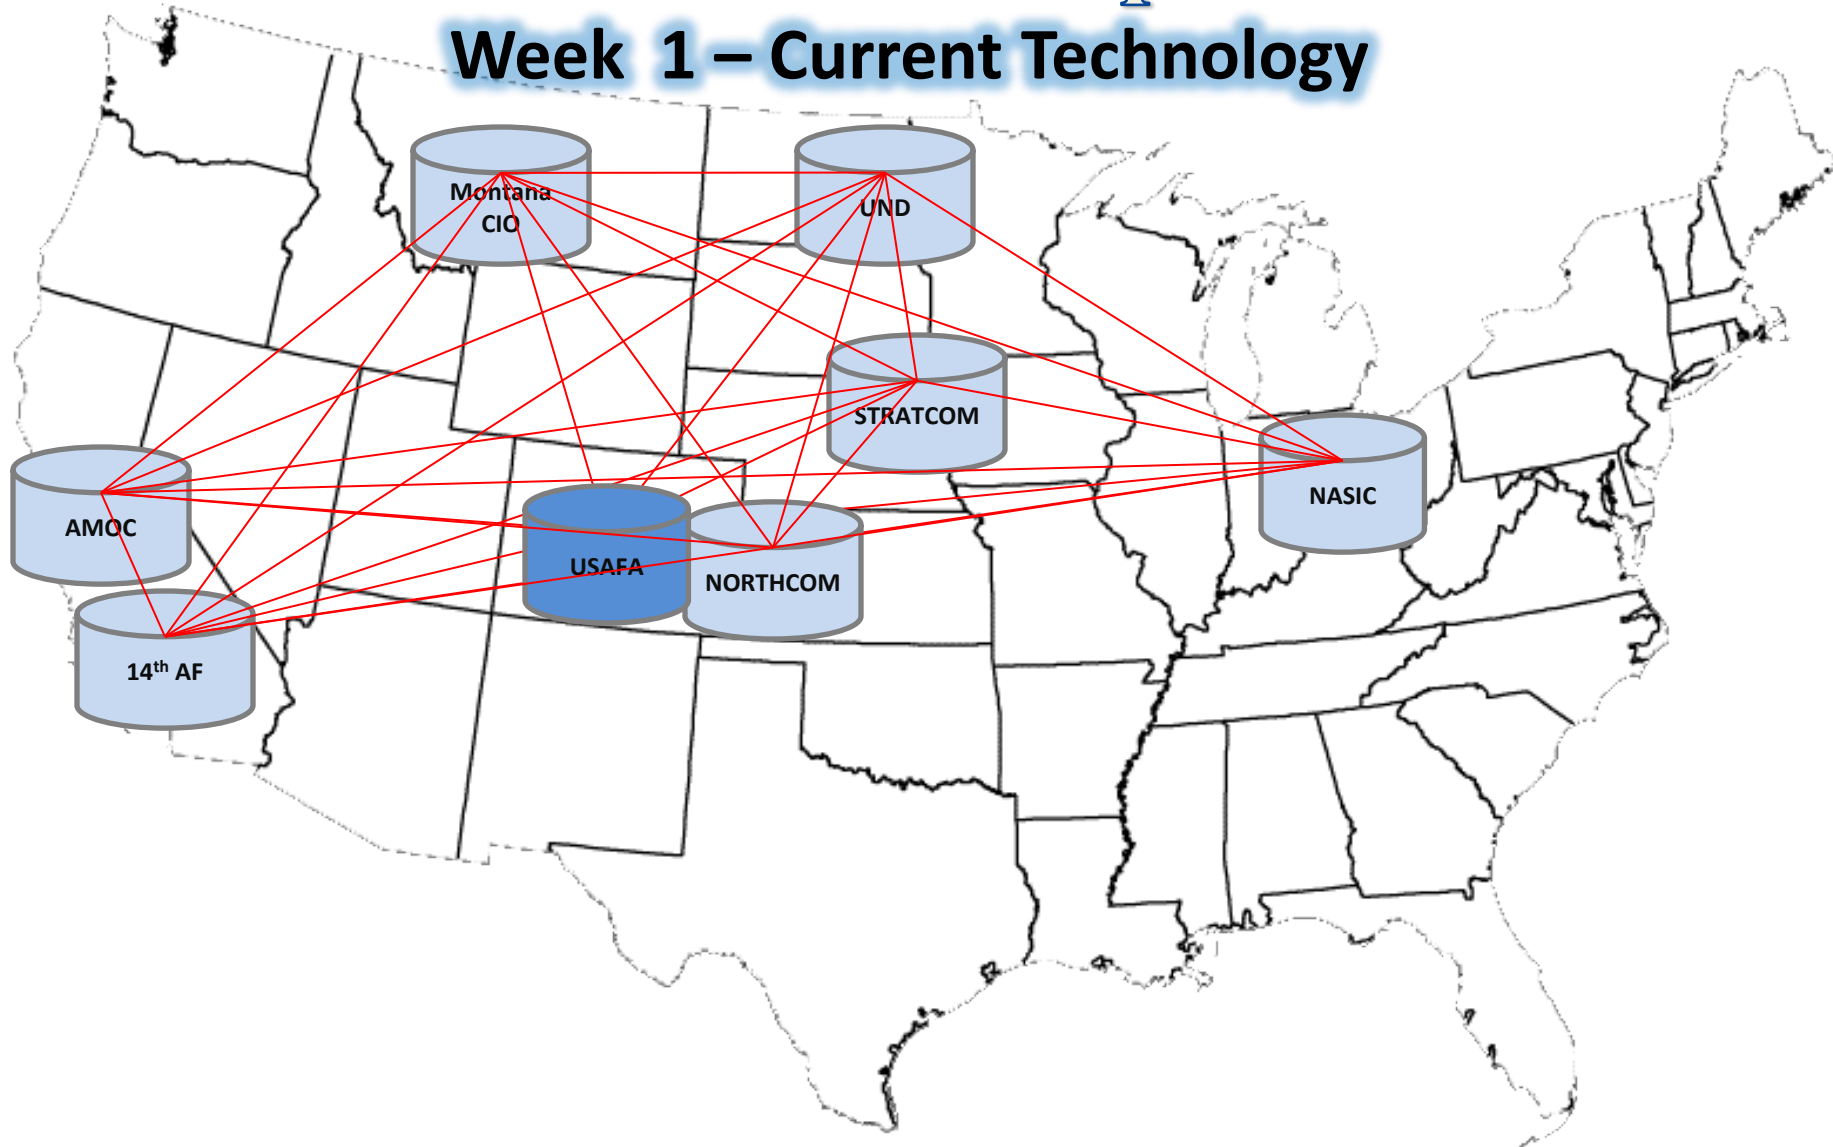 Week 1 – Current Technology
Montana
CIO
UND
STRATCOM
NASIC
AMOC
USAFA
NORTHCOM
14th AF